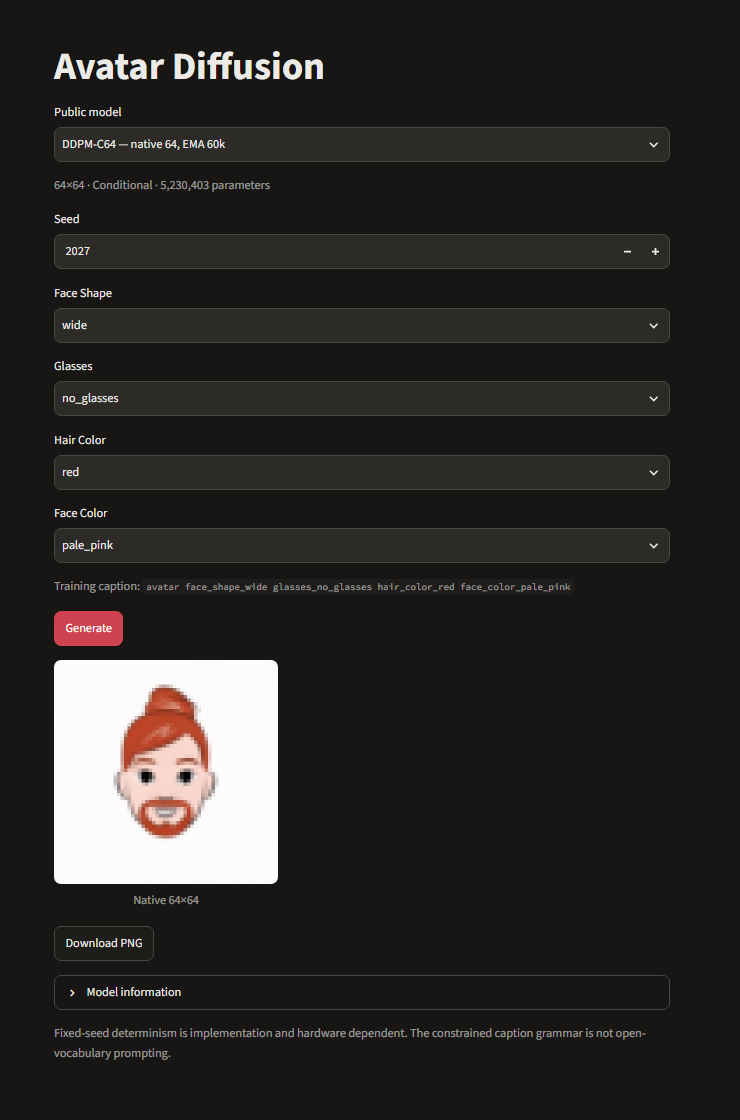 Avatar Diffusion
Public model
DDPM-C64 — native 64, EMA 60k
64×64 · Conditional · 5,230,403 parameters
Seed
2027
Face Shape
wide
Glasses
no_glasses
Hair Color
red
Face Color
pale_pink
Training caption: avatar face_shape_wide glasses_no_glasses hair_color_red face_color_pale_pink
Generate
Native 64×64
Download PNG
Model information
Fixed-seed determinism is implementation and hardware dependent. The constrained caption grammar is not open-
vocabulary prompting.